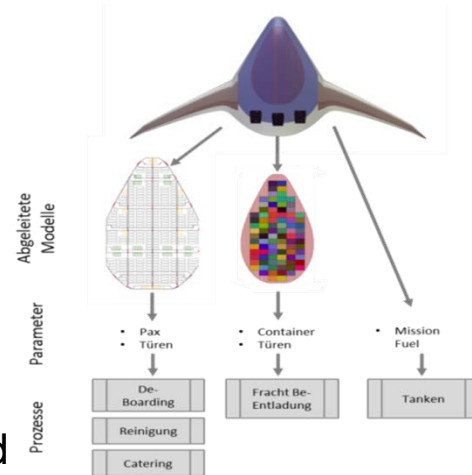 Abgeleitete
Modelle
Parameter
• Pax
• Türen
• Container
• Türen
• Mission
Fuel
Prozesse
De-
Boarding
Fracht Be-
Entladung
Tanken
Reinigung
Catering
d